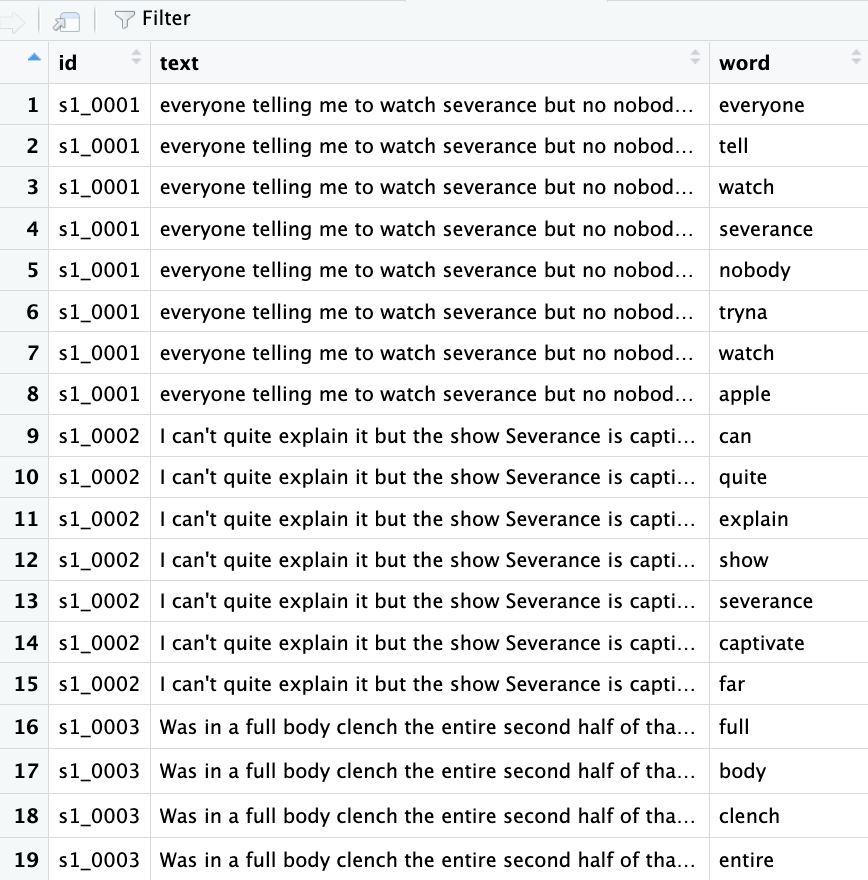 Filter
id text word
1 s1_0001 everyone telling me to watch severance but no nobod... everyone
2 s1_0001 everyone telling me to watch severance but no nobod... tell
3 s1_0001 everyone telling me to watch severance but no nobod... watch
4 s1_0001 everyone telling me to watch severance but no nobod... severance
5 s1_0001 everyone telling me to watch severance but no nobod... nobody
6 s1_0001 everyone telling me to watch severance but no nobod... tryna
7 s1_0001 everyone telling me to watch severance but no nobod... watch
8 s1_0001 everyone telling me to watch severance but no nobod... apple
9 s1_0002 I can't quite explain it but the show Severance is capti... can
10 s1_0002 I can't quite explain it but the show Severance is capti... quite
11 s1_0002 I can't quite explain it but the show Severance is capti... explain
12 s1_0002 I can't quite explain it but the show Severance is capti... show
13 s1_0002 I can't quite explain it but the show Severance is capti... severance
14 s1_0002 I can't quite explain it but the show Severance is capti... captivate
15 s1_0002 I can't quite explain it but the show Severance is capti... far
16 s1_0003 Was in a full body clench the entire second half of tha... full
17 s1_0003 Was in a full body clench the entire second half of tha... body
18 s1_0003 Was in a full body clench the entire second half of tha... clench
19 s1_0003 Was in a full body clench the entire second half of tha... entire